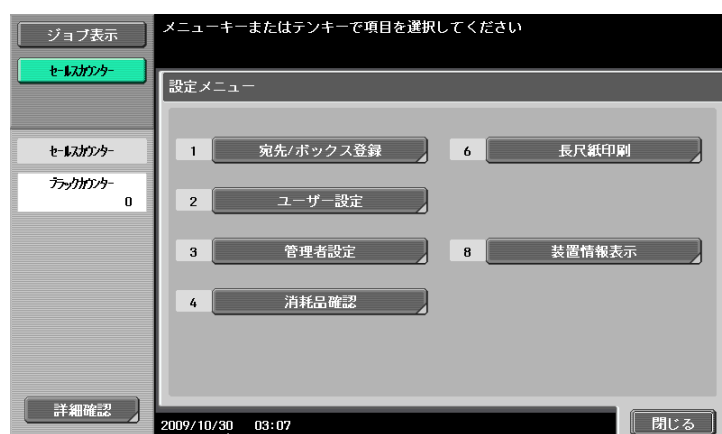 ジョブ表示
メニューキーまたはテンキーで項目を選択してください
セールスカウンター
設定メニュー
セールスカウンター
ブラックカウンター
0
1 宛先/ボックス登録
6 長尺紙印刷
2 ユーザー設定
3 管理者設定
8 装置情報表示
4 消耗品確認
詳細確認
2009/10/30 03:07
閉じる